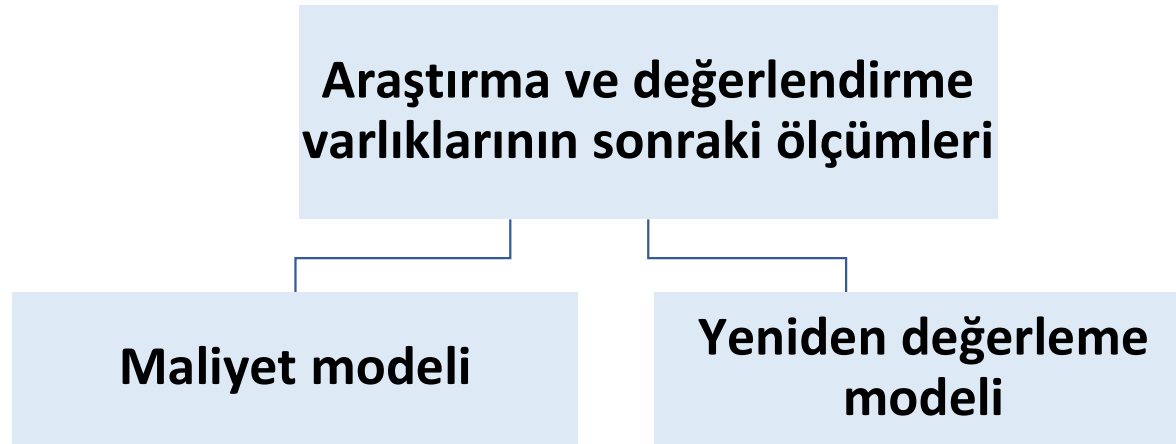 Araştırma ve değerlendirme
varlıklarının sonraki ölçümleri
Maliyet modeli
Yeniden değerleme
modeli